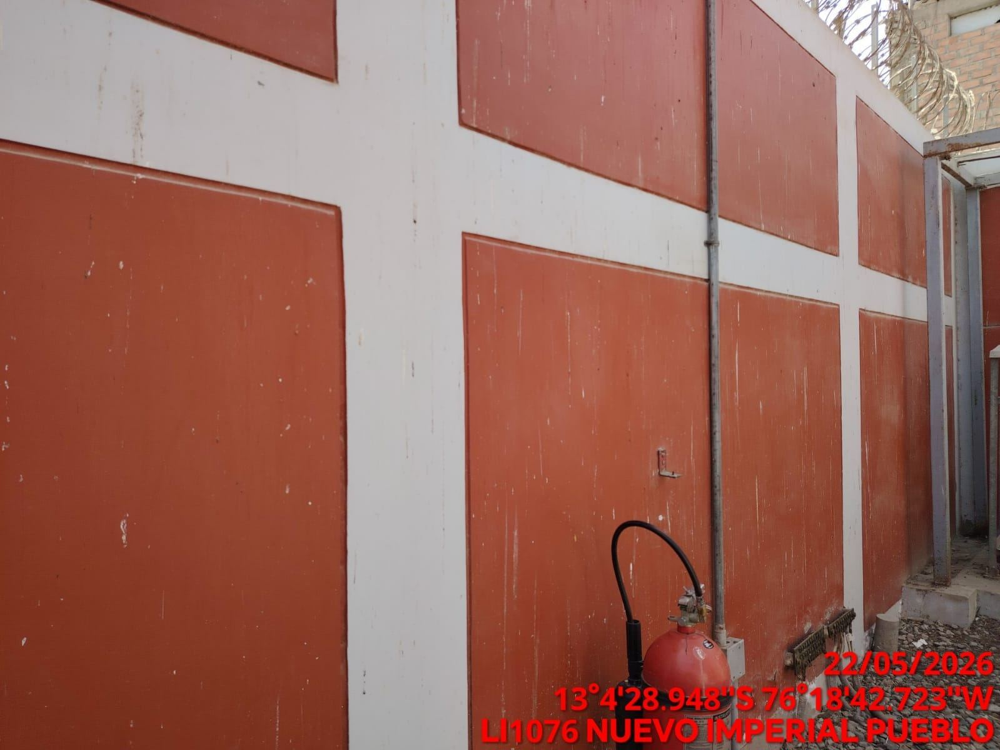 22/05/2026
13°4'28.948"S 76°18'42.723"W
LI1076 NUEVO IMPERIAL PUEBLO